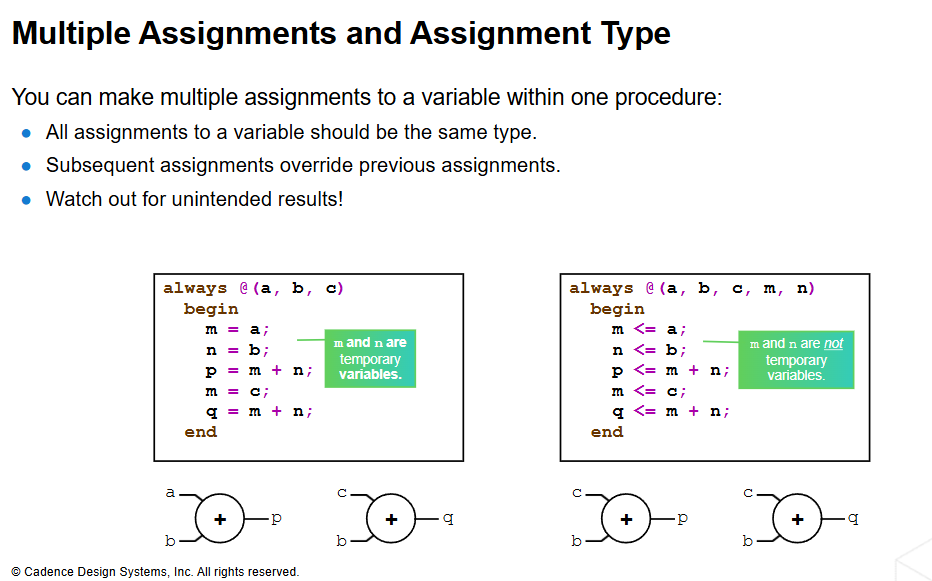 Multiple Assignments and Assignment Type
You can make multiple assignments to a variable within one procedure:
All assignments to a variable should be the same type.
Subsequent assignments override previous assignments.
Watch out for unintended results!
always @(a, b, c)
begin
m = a;
n = b;
p = m + n;
m = c;
q = m + n;
end
m and n are
temporary
variables.
always @(a, b, c, m, n)
begin
m <= a;
n <= b;
p <= m + n;
m <= c;
q <= m + n;
end
m and n are not
temporary
variables.
a
b
+
p
c
b
+
q
c
b
+
p
c
b
+
q
© Cadence Design Systems, Inc. All rights reserved.